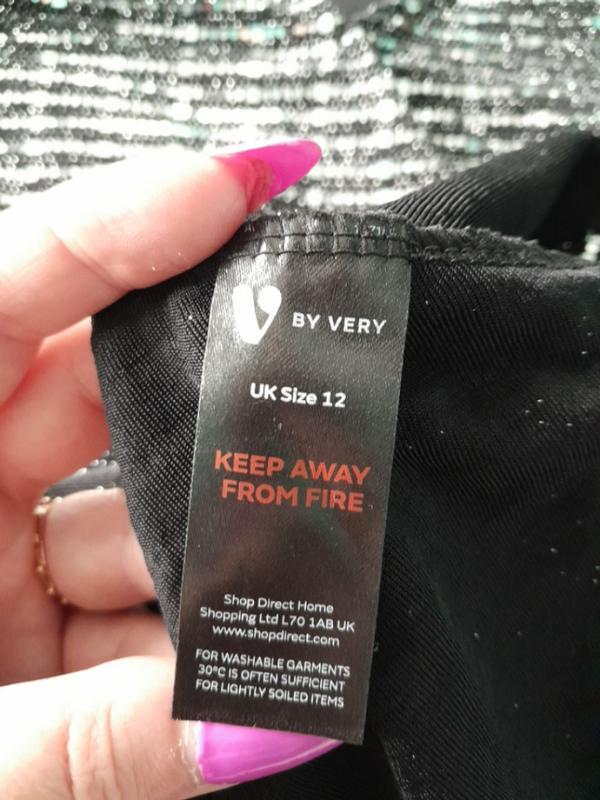 V BY VERY
UK Size 12
KEEP AWAY
FROM FIRE
Shop Direct Home
Shopping Ltd L70 1AB UK
www.shopdirect.com
FOR WASHABLE GARMENTS
30°C IS OFTEN SUFFICIENT
FOR LIGHTLY SOILED ITEMS